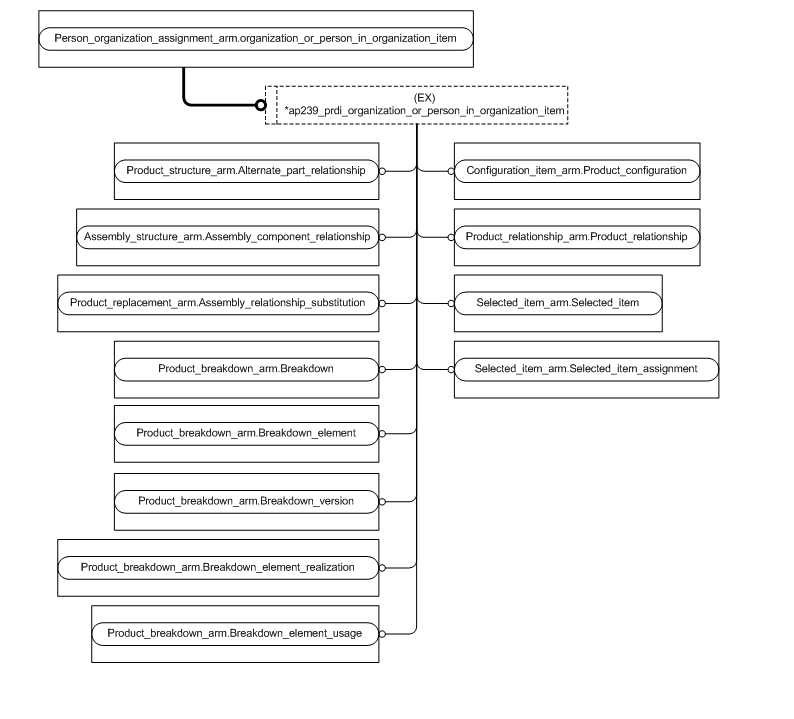 Person_organization_assignment_arm.organization_or_person_in_organization_item
(EX)
*ap239_prdi_organization_or_person_in_organization_item
Product_structure_arm.Alternate_part_relationship
Configuration_item_arm.Product_configuration
Assembly_structure_arm.Assembly_component_relationship
Product_relationship_arm.Product_relationship
Product_replacement_arm.Assembly_relationship_substitution
Selected_item_arm.Selected_item
Product_breakdown_arm.Breakdown
Selected_item_arm.Selected_item_assignment
Product_breakdown_arm.Breakdown_element
Product_breakdown_arm.Breakdown_version
Product_breakdown_arm.Breakdown_element_realization
Product_breakdown_arm.Breakdown_element_usage